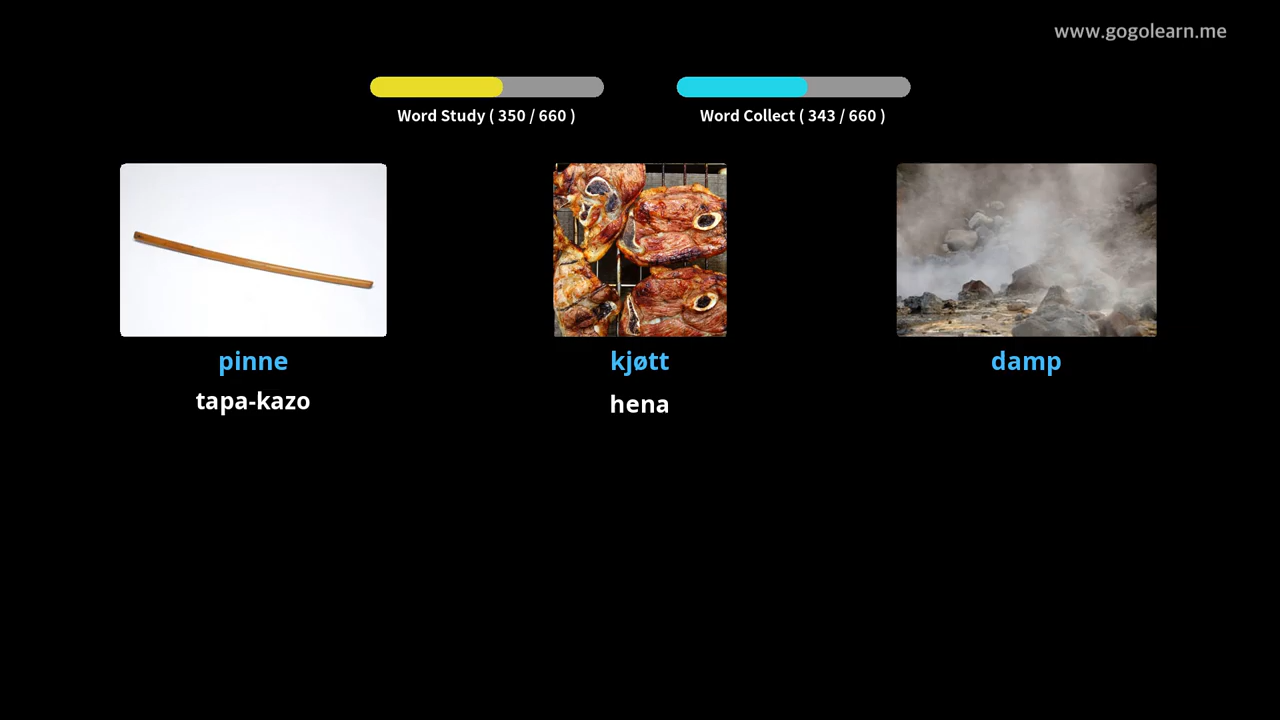 www.gogolearn.me
Word Study ( 350 / 660 )
Word Collect ( 343 / 660 )
pinne
kjøtt
damp
tapa-kazo
hena